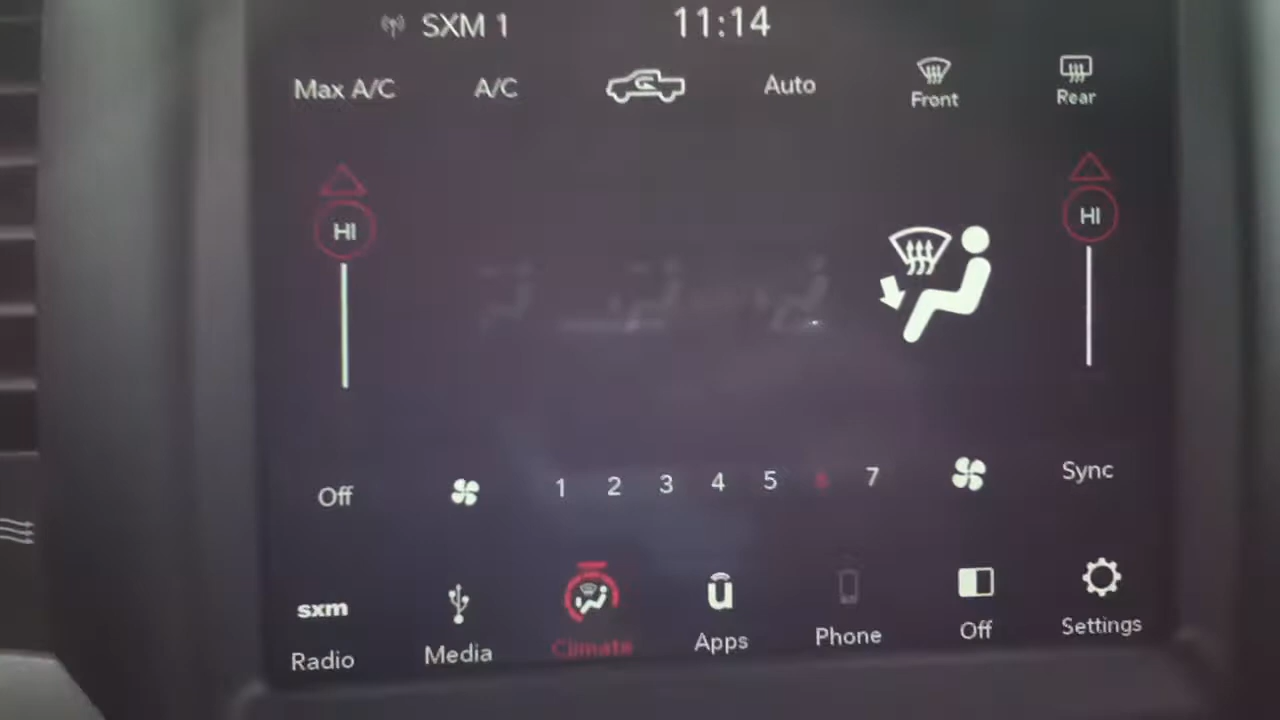 SXM 1 11:14
Max A/C A/C Auto Front Rear
HI HI
Off 1 2 3 4 5 6 7 Sync
sxm
Radio Media Climate Apps Phone Off Settings